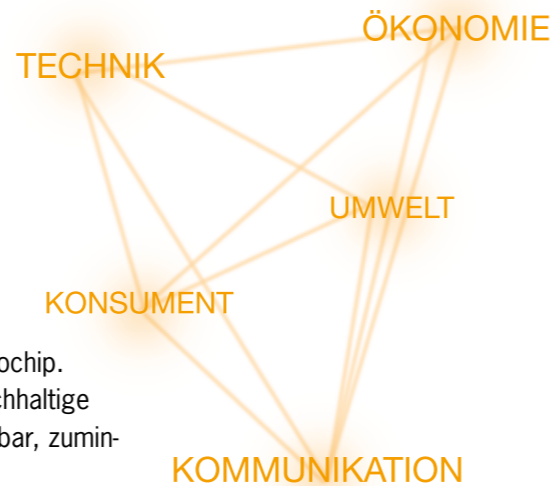 ÖKONOMIE
TECHNIK
UMWELT
KONSUMENT
ochip.
chhaltige
bar, zumin-
KOMMUNIKATION